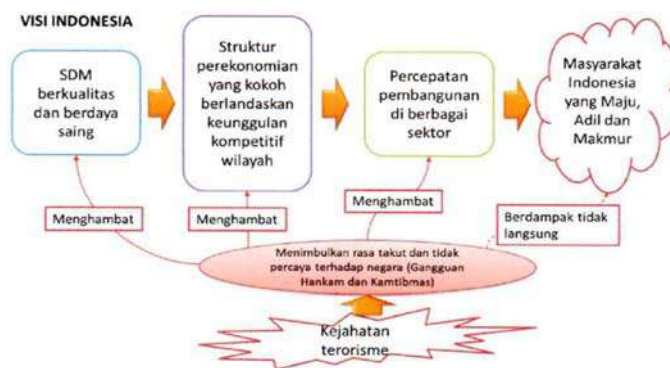 VISI INDONESIA
SDM
berkualitas
dan berdaya
saing
Struktur
perekonomian
yang kokoh
berlandaskan
keunggulan
kompetitif
wilayah
Percepatan
pembangunan
di berbagai
sektor
Masyarakat
Indonesia
yang Maju,
Adil dan
Makmur
Menghambat
Menghambat
Menghambat
Berdampak tidak
langsung
Menimbulkan rasa takut dan tidak
percaya terhadap negara (Gangguan
Hankam dan Kamtibmas)
Kejahatan
terorisme